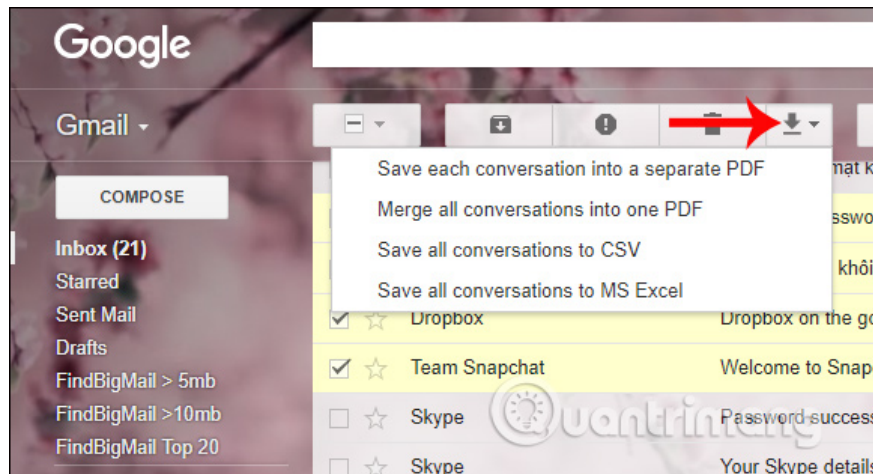 Google
Gmail
COMPOSE
Inbox (21)
Starred
Sent Mail
Drafts
FindBigMail > 5mb
FindBigMail >10mb
FindBigMail Top 20
Save each conversation into a separate PDF
Merge all conversations into one PDF
Save all conversations to CSV
Save all conversations to MS Excel
khôi
Dropbox Dropbox on the go
Team Snapchat Welcome to Snap
Skype Password success
Skype Your Skype details
Quantrimang